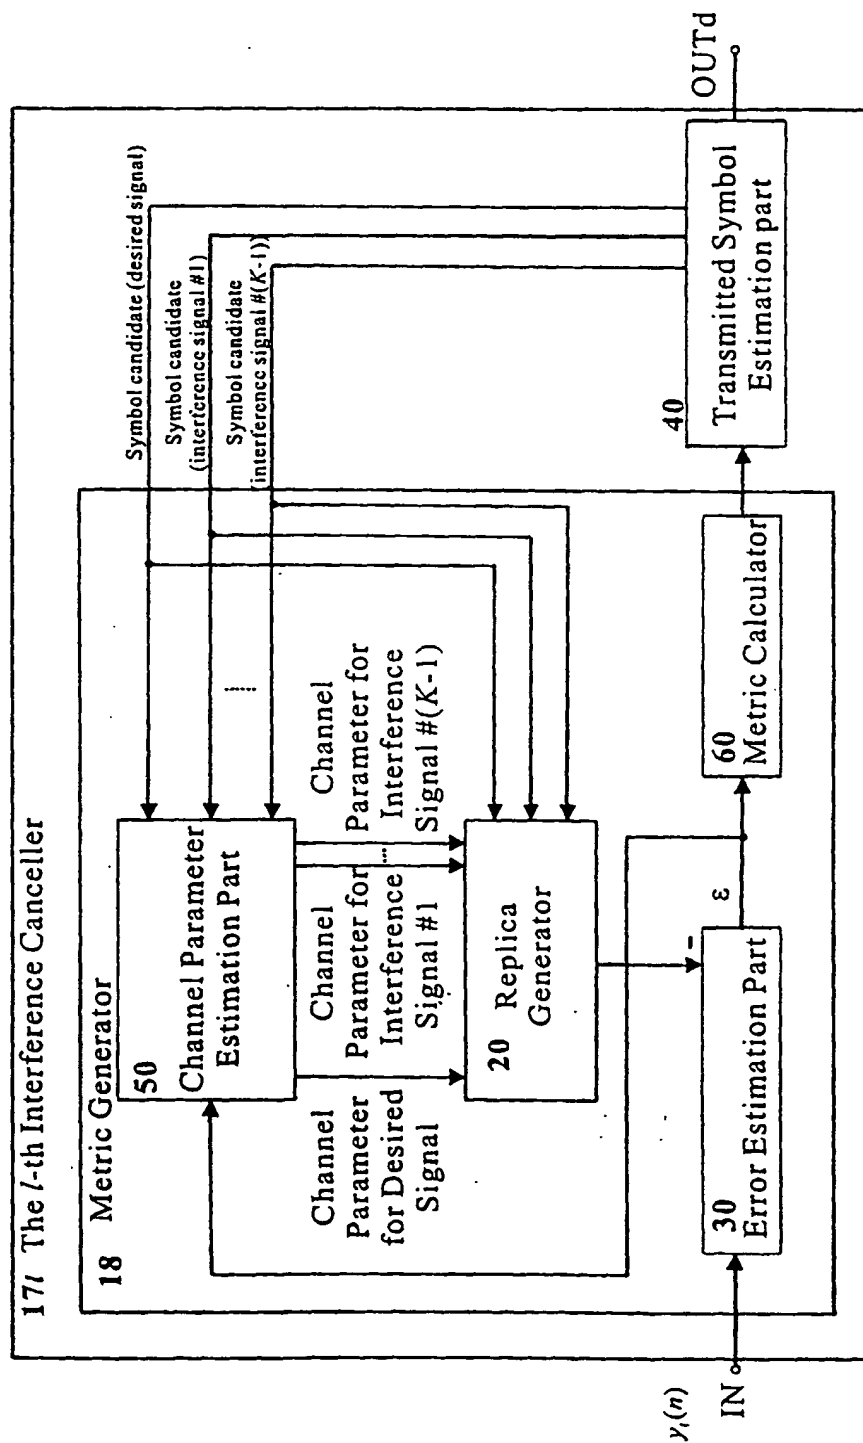 17l The l-th Interference Canceller
18 Metric Generator
50
Channel Parameter
Estimation Part
Symbol candidate (desired signal)
Symbol candidate
(interference signal #1)
Symbol candidate
(interference signal #(K-1))
Channel
Parameter
for Desired
Signal
Channel
Parameter for
Interference
Signal #1
...
Channel
Parameter for
Interference
Signal #(K-1)
20 Replica
Generator
-
ε
30
Error Estimation Part
60
Metric Calculator
40
Transmitted Symbol
Estimation part
yl(n)
IN
OUTd